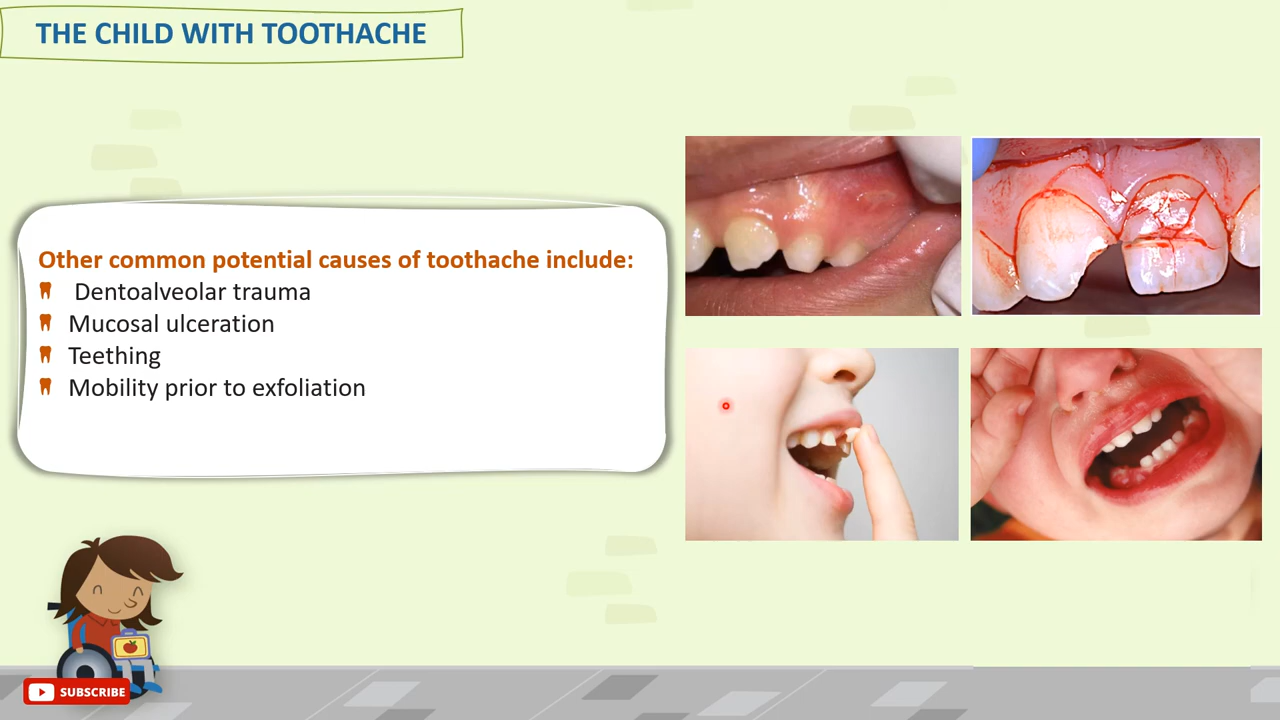 THE CHILD WITH TOOTHACHE
Other common potential causes of toothache include:
Dentoalveolar trauma
Mucosal ulceration
Teething
Mobility prior to exfoliation
SUBSCRIBE